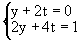 y + 2t = 0
2y + 4t = 1